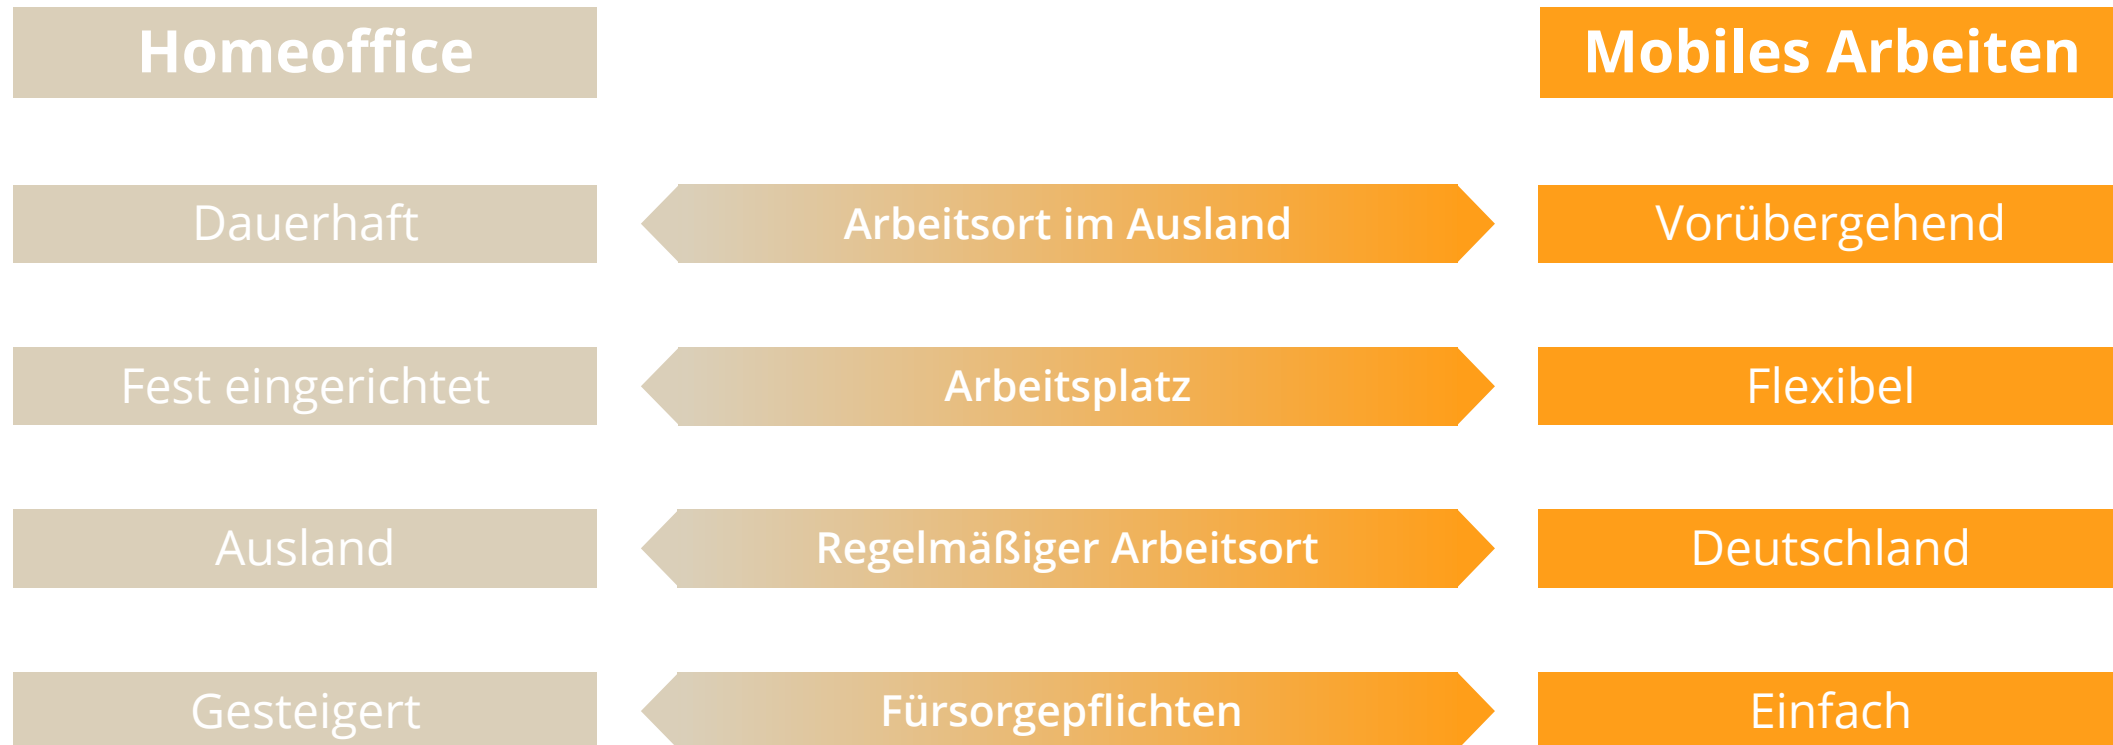 Homeoffice
Mobiles Arbeiten
Dauerhaft
Arbeitsort im Ausland
Vorübergehend
Fest eingerichtet
Arbeitsplatz
Flexibel
Ausland
Regelmäßiger Arbeitsort
Deutschland
Gesteigert
Fürsorgepflichten
Einfach